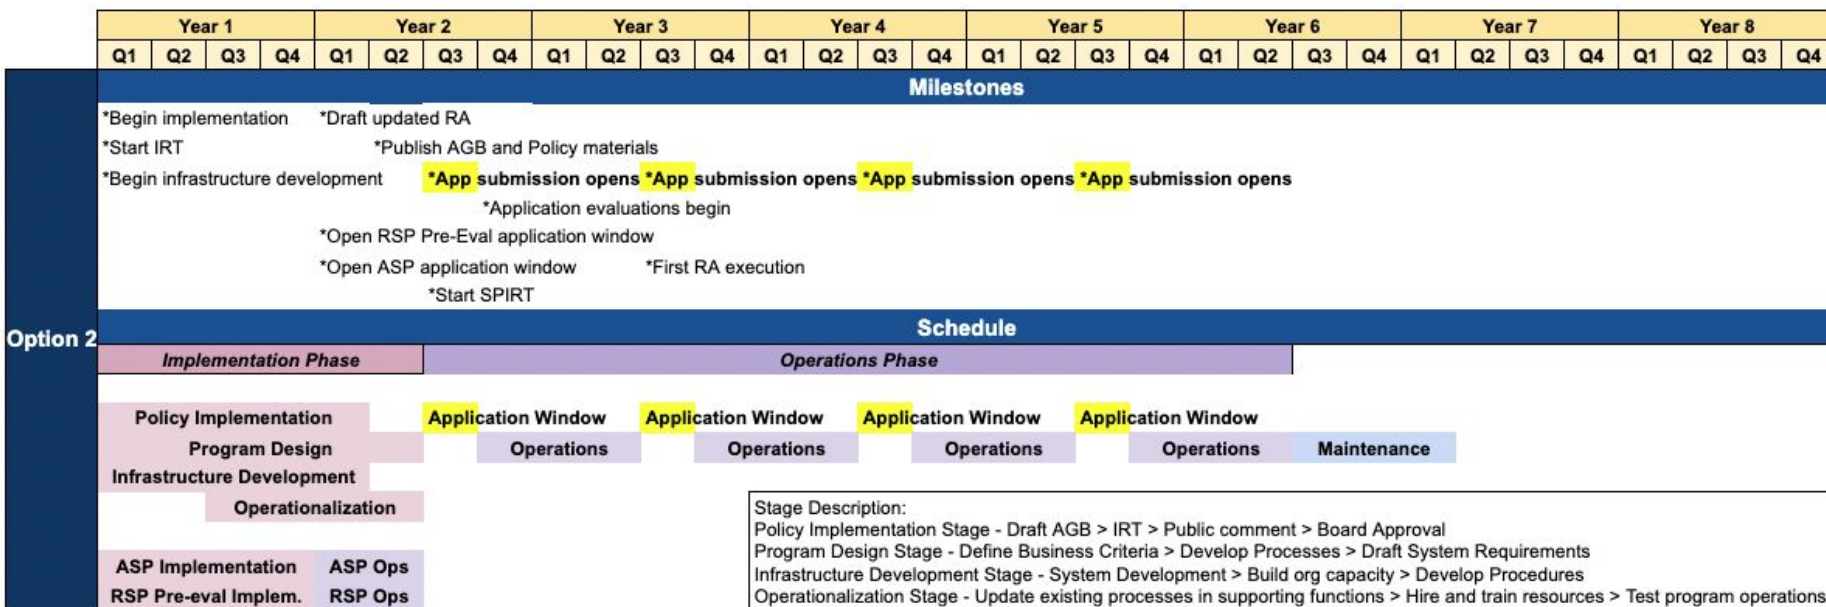 Year 1 Year 2 Year 3 Year 4 Year 5 Year 6 Year 7 Year 8
Q1 Q2 Q3 Q4 Q1 Q2 Q3 Q4 Q1 Q2 Q3 Q4 Q1 Q2 Q3 Q4 Q1 Q2 Q3 Q4 Q1 Q2 Q3 Q4 Q1 Q2 Q3 Q4 Q1 Q2 Q3 Q4
Milestones
*Begin implementation *Draft updated RA
*Start IRT *Publish AGB and Policy materials
*Begin infrastructure development *App submission opens *App submission opens *App submission opens *App submission opens
*Application evaluations begin
*Open RSP Pre-Eval application window
*Open ASP application window *First RA execution
*Start SPIRT
Option 2
Schedule
Implementation Phase Operations Phase
Policy Implementation Application Window Application Window Application Window Application Window
Program Design Operations Operations Operations Operations Maintenance
Infrastructure Development
Operationalization
Stage Description:
Policy Implementation Stage - Draft AGB > IRT > Public comment > Board Approval
Program Design Stage - Define Business Criteria > Develop Processes > Draft System Requirements
ASP Implementation ASP Ops
Infrastructure Development Stage - System Development > Build org capacity > Develop Procedures
RSP Pre-eval Implem. RSP Ops
Operationalization Stage - Update existing processes in supporting functions > Hire and train resources > Test program operations